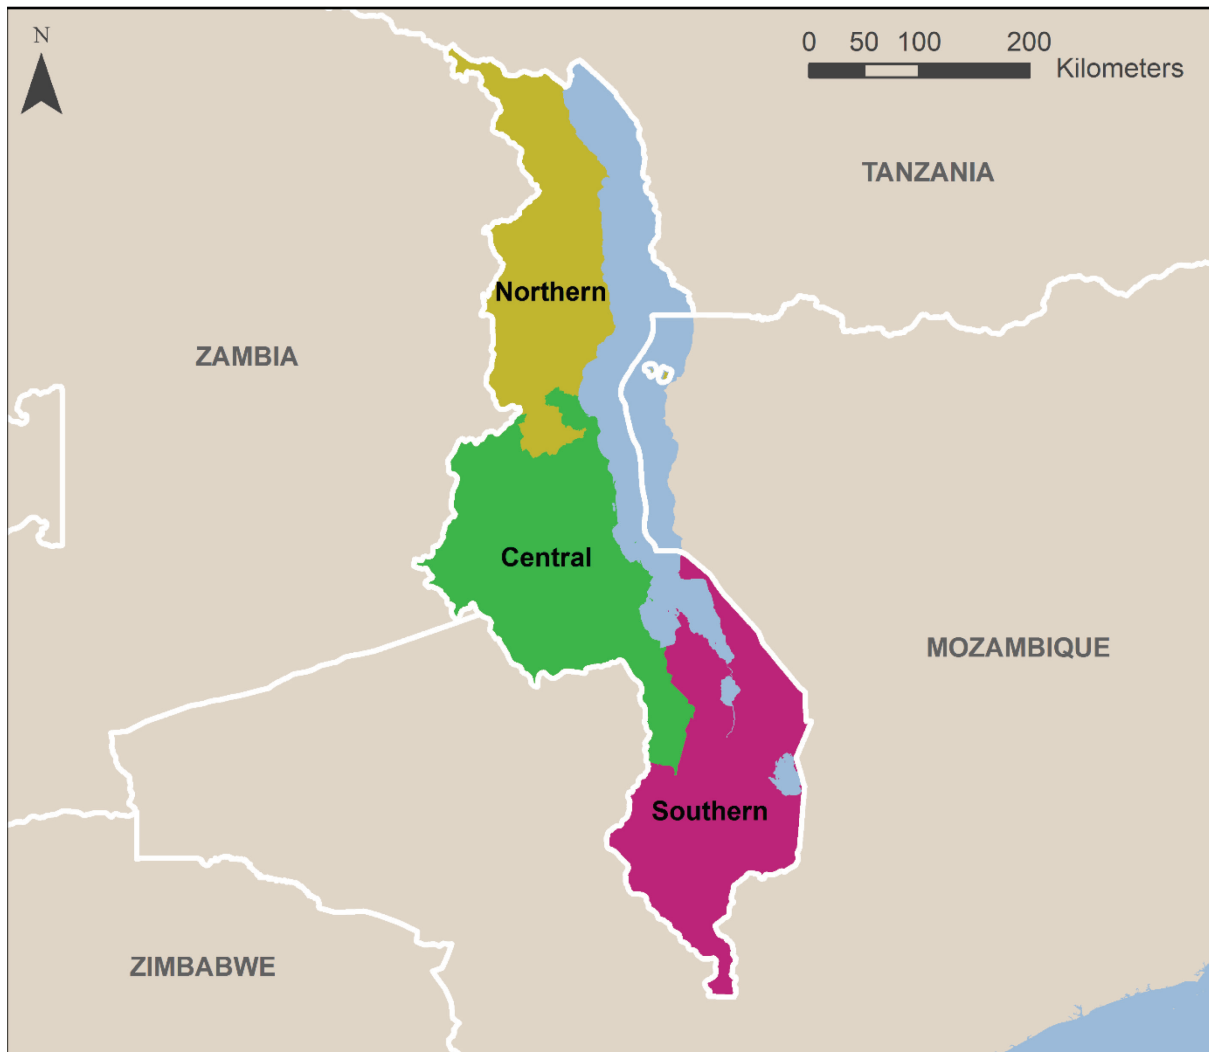 N
0 50 100 200
Kilometers
TANZANIA
Northern
ZAMBIA
Central
MOZAMBIQUE
Southern
ZIMBABWE